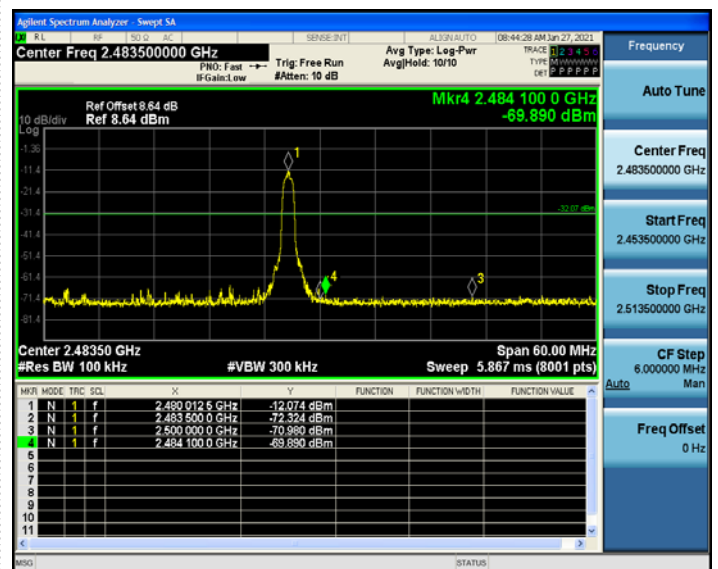 Agilent Spectrum Analyzer - Swept SA
RL RF 50 Ω AC SENSE:INT ALIGN AUTO 08:44:28 AM Jan 27, 2021
Center Freq 2.483500000 GHz
PNO: Fast
IFGain:Low
Trig: Free Run
#Atten: 10 dB
Avg Type: Log-Pwr
Avg|Hold: 10/10
TRACE 1 2 3 4 5 6
TYPE MWWWWW
DET P P P P P P
Frequency
Auto Tune
Center Freq
2.483500000 GHz
Start Freq
2.453500000 GHz
Stop Freq
2.513500000 GHz
CF Step
6.000000 MHz
Auto Man
Freq Offset
0 Hz
Mkr4 2.484 100 0 GHz
-69.890 dBm
Ref Offset 8.64 dB
10 dB/div Ref 8.64 dBm
Log
-1.36
-11.4
-21.4
-31.4
-41.4
-51.4
-61.4
-71.4
-81.4
1
4
3
-32.07 dBm
Center 2.48350 GHz Span 60.00 MHz
#Res BW 100 kHz #VBW 300 kHz Sweep 5.867 ms (8001 pts)
MKR MODE TRC SCL X Y FUNCTION FUNCTION WIDTH FUNCTION VALUE
1 N 1 f 2.480 012 5 GHz -12.074 dBm
2 N 1 f 2.483 500 0 GHz -72.324 dBm
3 N 1 f 2.500 000 0 GHz -70.980 dBm
4 N 1 f 2.484 100 0 GHz -69.890 dBm
5
6
7
8
9
10
11
MSG STATUS